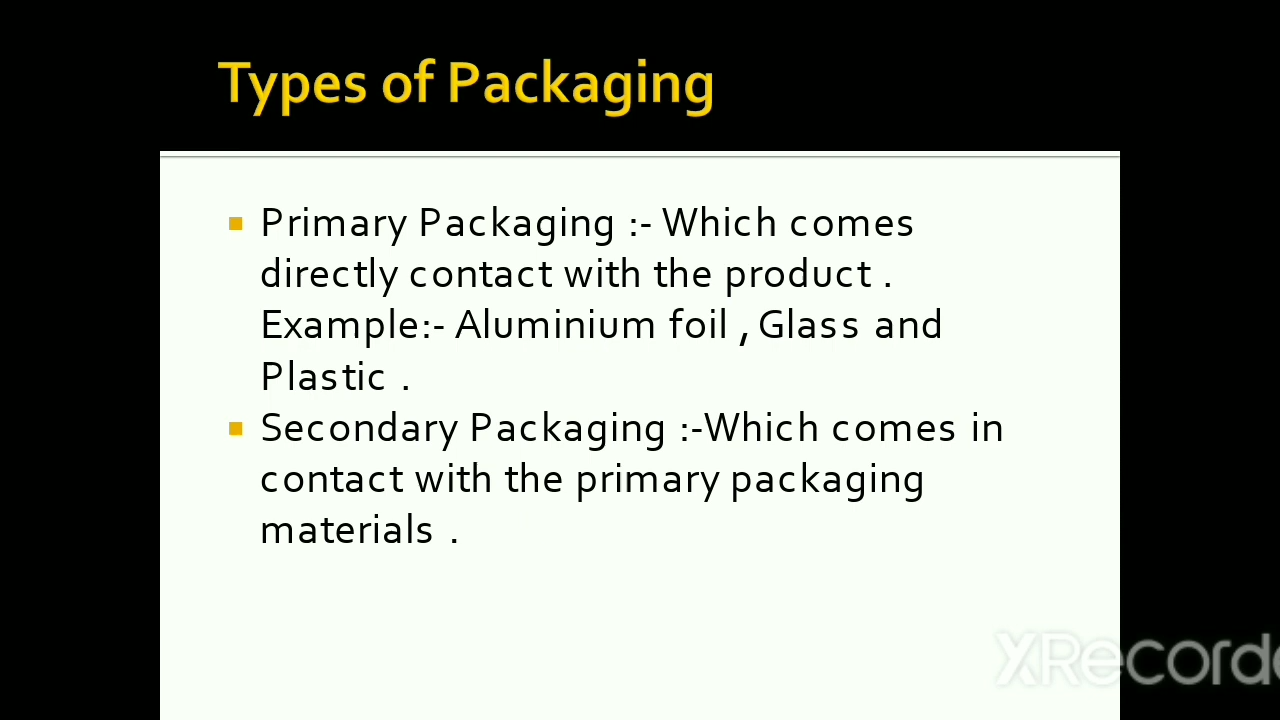 Types of Packaging
Primary Packaging :- Which comes
directly contact with the product .
Example:- Aluminium foil , Glass and
Plastic .
Secondary Packaging :-Which comes in
contact with the primary packaging
materials .
XRecorde